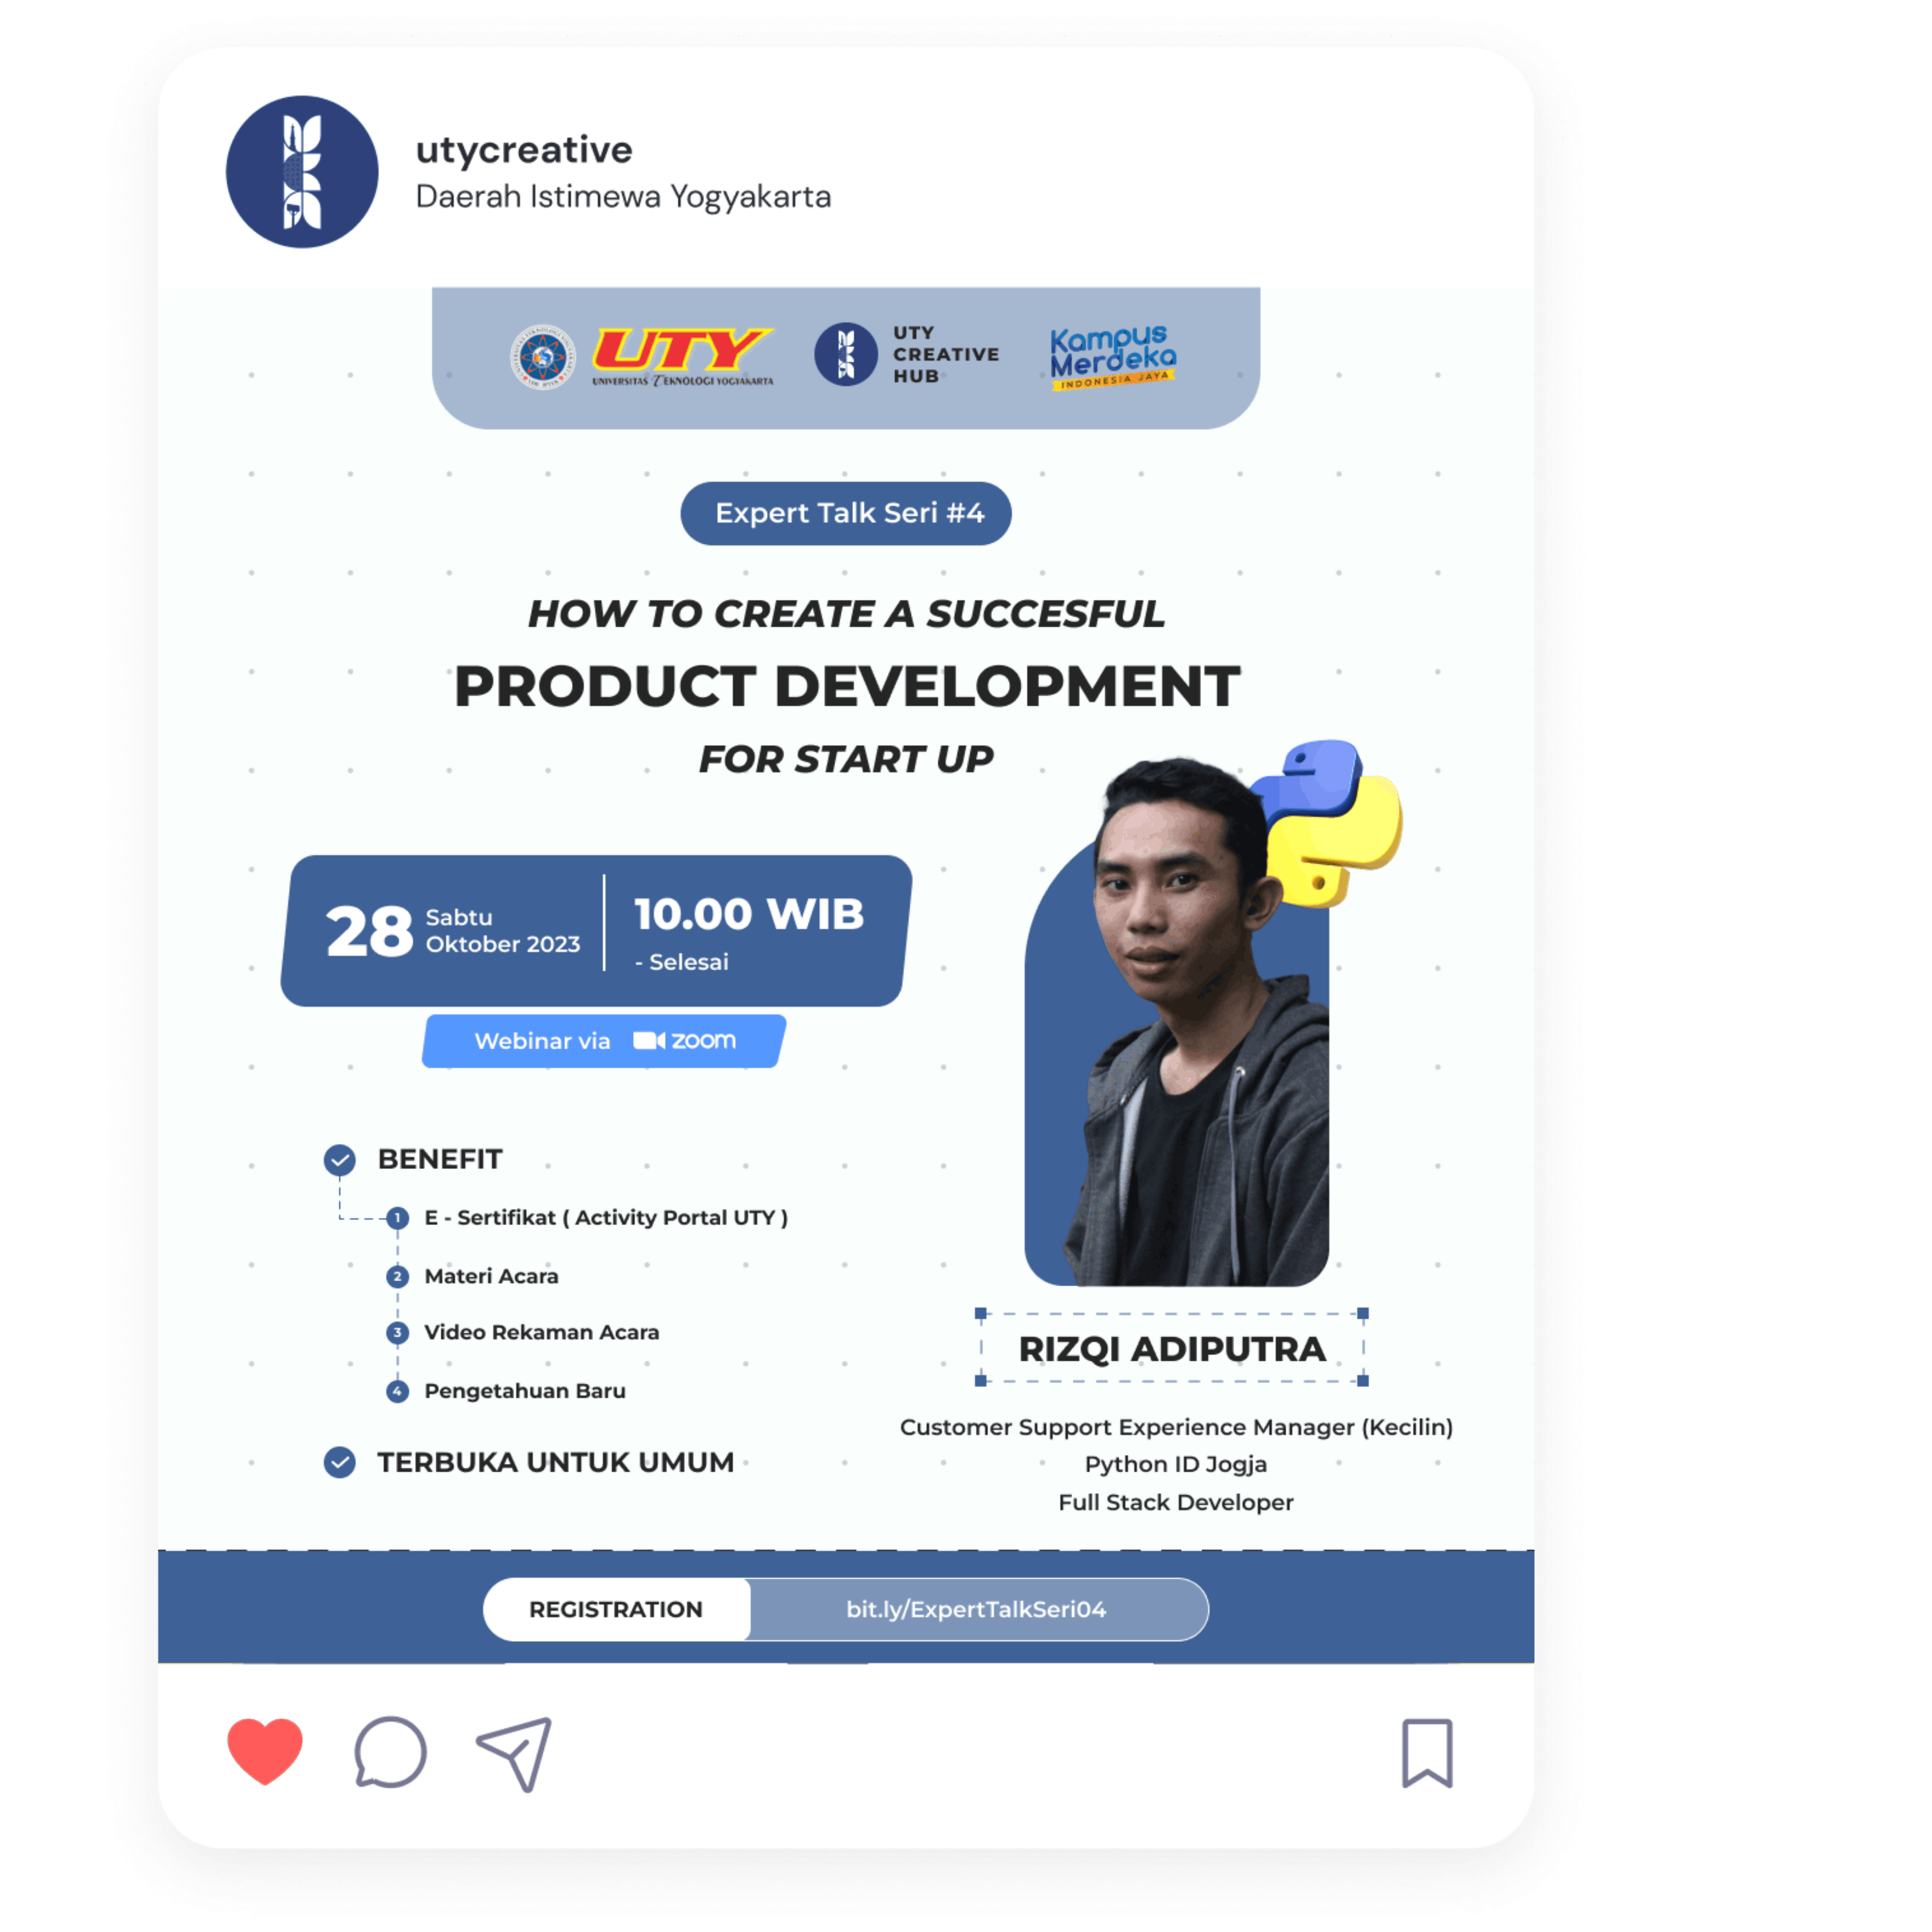 utycreative
Daerah Istimewa Yogyakarta
UTY
UNIVERSITAS TEKNOLOGI YOGYAKARTA
UTY
CREATIVE
HUB
Kampus
Merdeka
INDONESIA JAYA
Expert Talk Seri #4
HOW TO CREATE A SUCCESFUL
PRODUCT DEVELOPMENT
FOR START UP
28 Sabtu
Oktober 2023
10.00 WIB
- Selesai
Webinar via zoom
BENEFIT
1 E - Sertifikat ( Activity Portal UTY )
2 Materi Acara
3 Video Rekaman Acara
4 Pengetahuan Baru
TERBUKA UNTUK UMUM
RIZQI ADIPUTRA
Customer Support Experience Manager (Kecilin)
Python ID Jogja
Full Stack Developer
REGISTRATION bit.ly/ExpertTalkSeri04